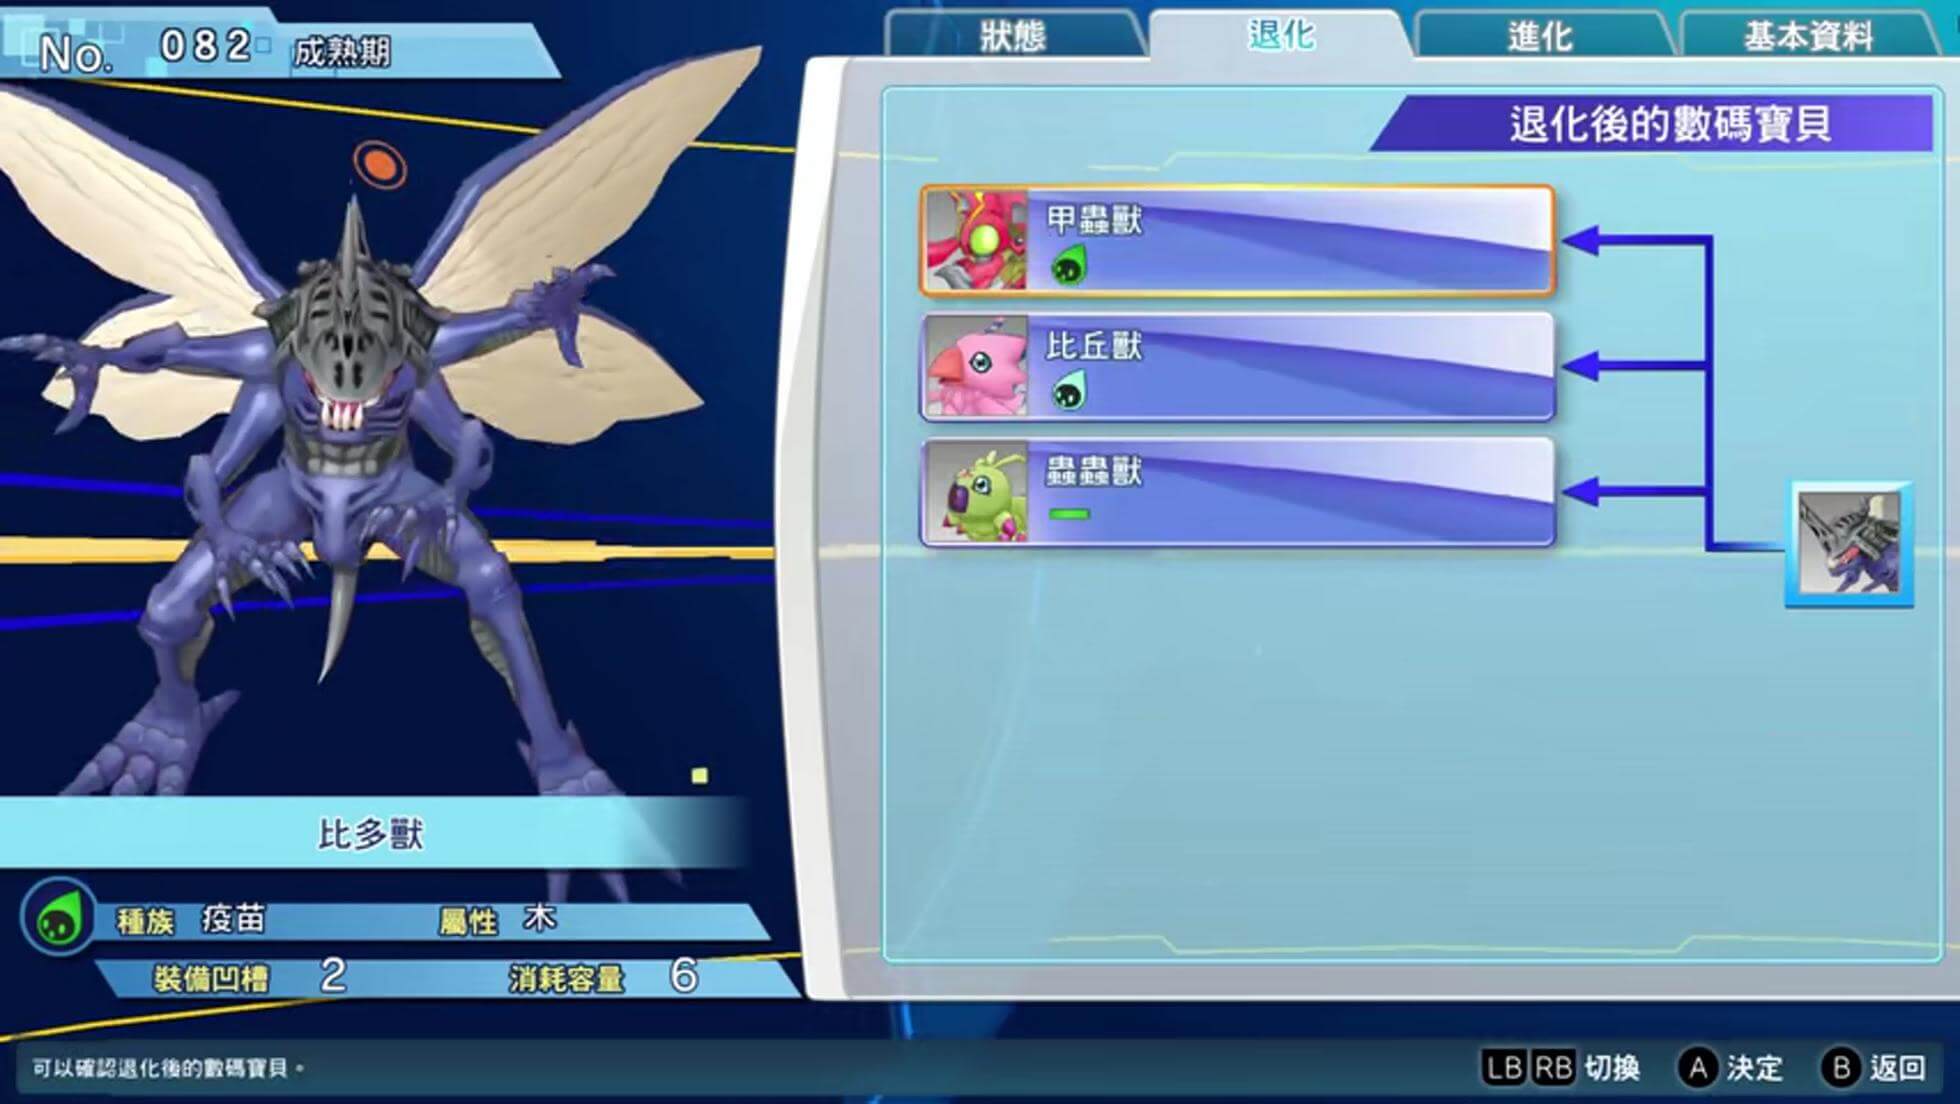 No. 082 成熟期
狀態 退化 進化 基本資料
退化後的數碼寶貝
甲蟲獸
比丘獸
蟲蟲獸
比多獸
種族 疫苗 屬性 木
裝備凹槽 2 消耗容量 6
可以確認退化後的數碼寶貝。
LB RB 切換 A 決定 B 返回